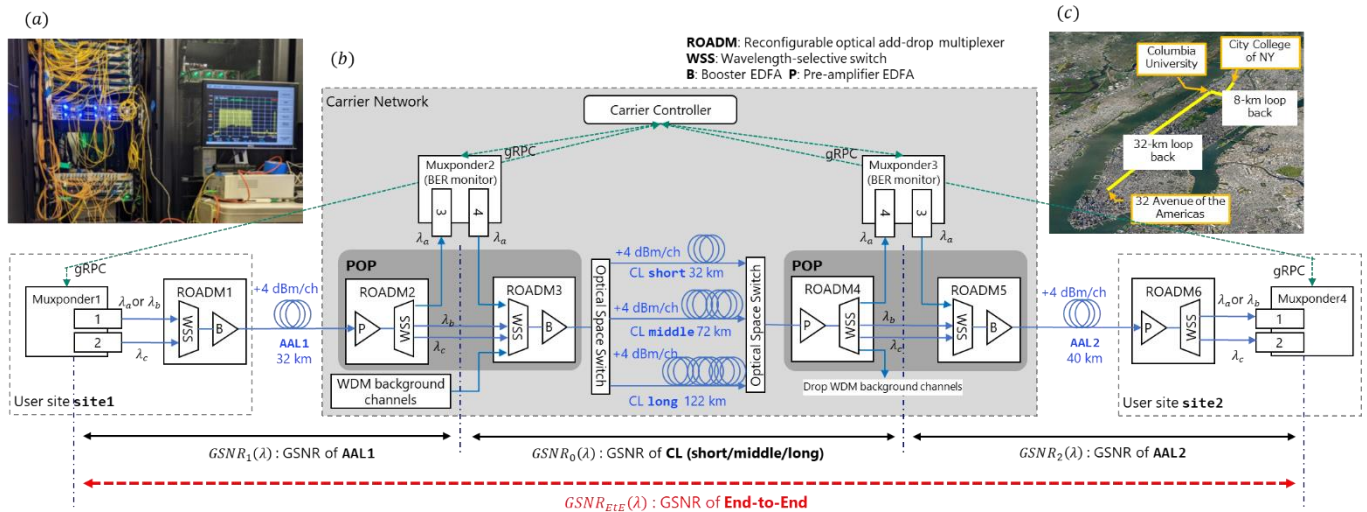 (a)
(b)
(c)
ROADM: Reconfigurable optical add-drop multiplexer
WSS: Wavelength-selective switch
B: Booster EDFA P: Pre-amplifier EDFA
Columbia
University
City College
of NY
8-km loop
back
32-km loop
back
32 Avenue of the
Americas
Carrier Network
Carrier Controller
gRPC
gRPC
Muxponder2
(BER monitor)
3
4
λa
λa
Muxponder3
(BER monitor)
4
3
λa
λa
gRPC
Muxponder1
1
2
λa or λb
λc
ROADM1
WSS
B
User site site1
+4 dBm/ch
AAL1
32 km
POP
ROADM2
P
WSS
λb
λc
ROADM3
WSS
B
WDM background
channels
Optical Space Switch
+4 dBm/ch
CL short 32 km
+4 dBm/ch
CL middle 72 km
+4 dBm/ch
CL long 122 km
Optical Space Switch
POP
ROADM4
P
WSS
λb
λc
ROADM5
WSS
B
Drop WDM background channels
+4 dBm/ch
AAL2
40 km
ROADM6
P
WSS
λa or λb
λc
gRPC
Muxponder4
1
2
User site site2
GSNR1(λ) : GSNR of AAL1
GSNR0(λ) : GSNR of CL (short/middle/long)
GSNR2(λ) : GSNR of AAL2
GSNREtE(λ) : GSNR of End-to-End